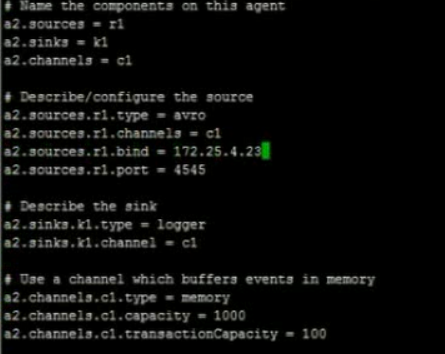 # Name the components on this agent
a2.sources = r1
a2.sinks = k1
a2.channels = c1
# Describe/configure the source
a2.sources.r1.type = avro
a2.sources.r1.channels = c1
a2.sources.r1.bind = 172.25.4.23
a2.sources.r1.port = 4545
# Describe the sink
a2.sinks.k1.type = logger
a2.sinks.k1.channel = c1
# Use a channel which buffers events in memory
a2.channels.c1.type = memory
a2.channels.c1.capacity = 1000
a2.channels.c1.transactionCapacity = 100